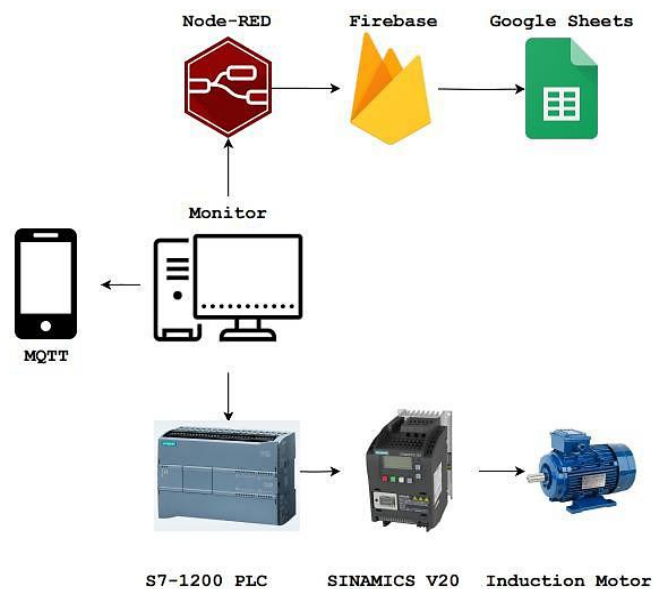 Node-RED Firebase Google Sheets
Monitor
MQTT
S7-1200 PLC SINAMICS V20 Induction Motor